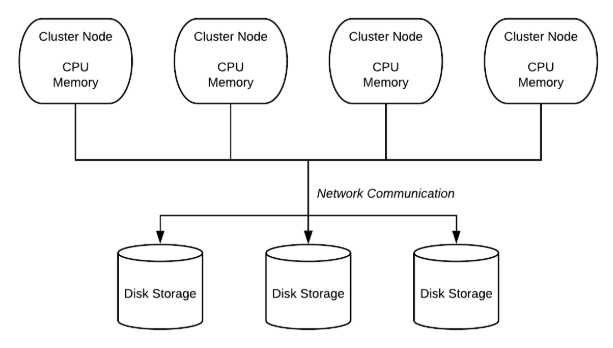 Cluster Node
CPU
Memory
Cluster Node
CPU
Memory
Cluster Node
CPU
Memory
Cluster Node
CPU
Memory
Network Communication
Disk Storage
Disk Storage
Disk Storage